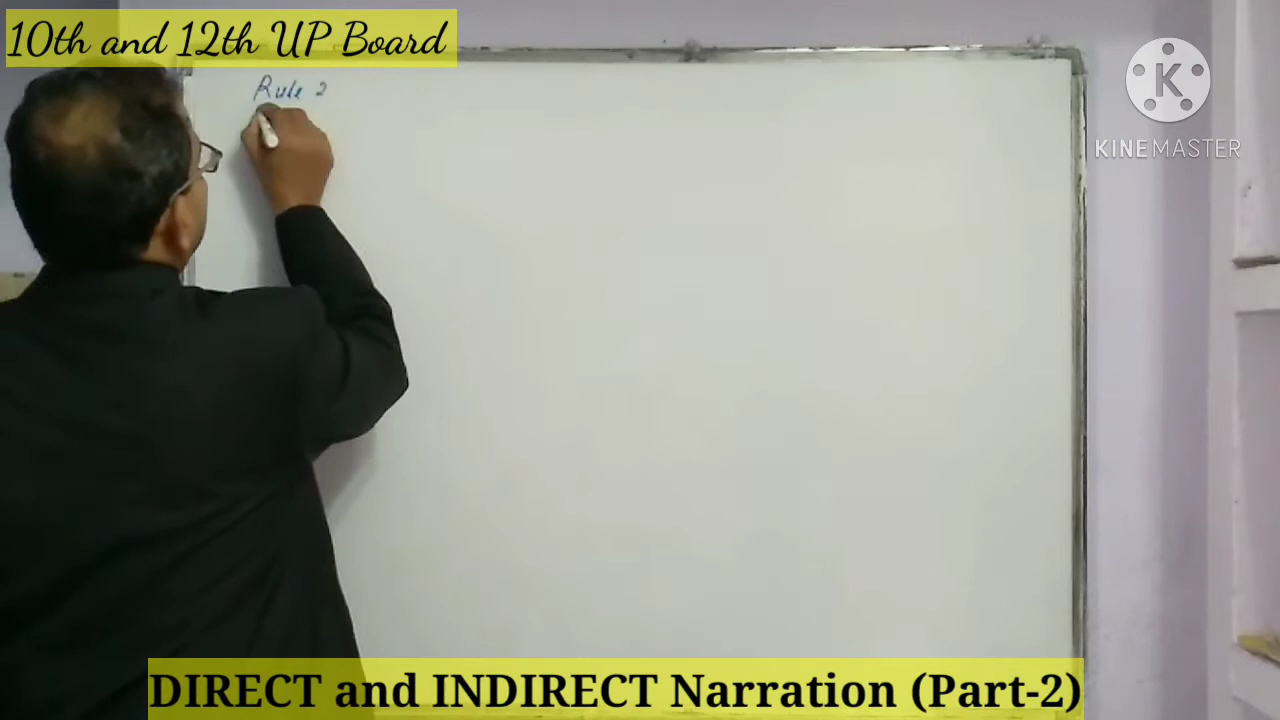 10th and 12th UP Board
Rule 2
K
KINEMASTER
DIRECT and INDIRECT Narration (Part-2)